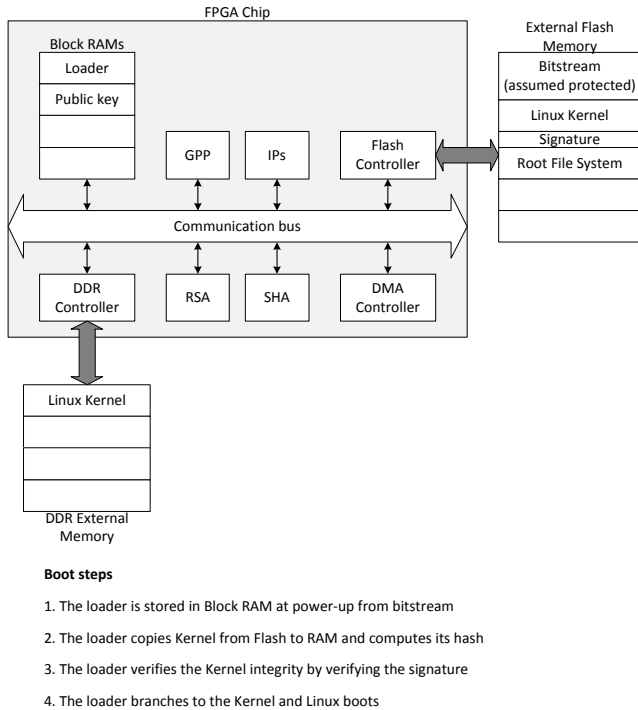 FPGA Chip
Block RAMs
Loader
Public key
GPP
IPs
Flash
Controller
External Flash
Memory
Bitstream
(assumed protected)
Linux Kernel
Signature
Root File System
Communication bus
DDR
Controller
RSA
SHA
DMA
Controller
Linux Kernel
DDR External
Memory
Boot steps
1. The loader is stored in Block RAM at power-up from bitstream
2. The loader copies Kernel from Flash to RAM and computes its hash
3. The loader verifies the Kernel integrity by verifying the signature
4. The loader branches to the Kernel and Linux boots